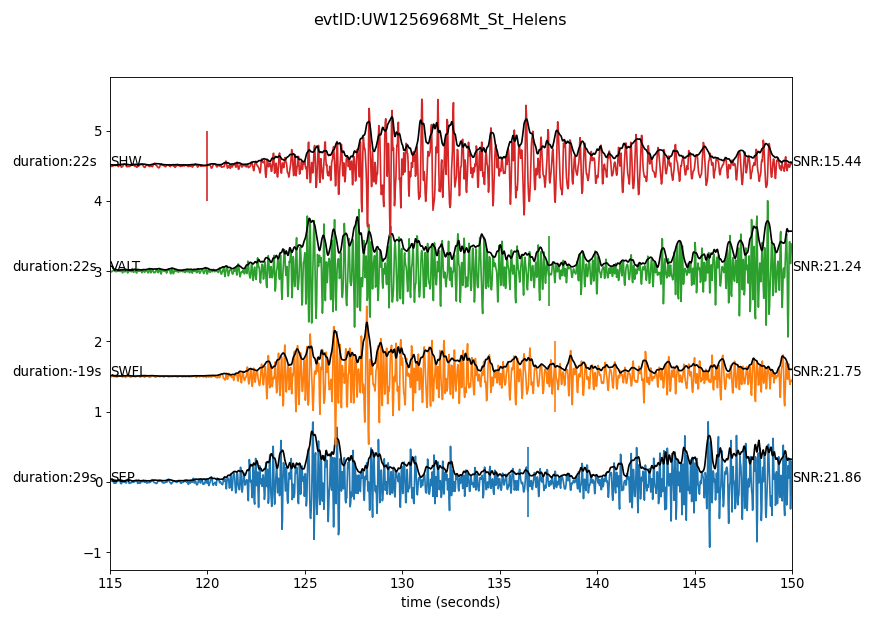 evtID:UW1256968Mt_St_Helens
5
duration:22s SHW SNR:15.44
4
duration:22s VALT SNR:21.24
3
2
duration:-19s SWFL SNR:21.75
1
duration:29s SEP SNR:21.86
0
−1
115 120 125 130 135 140 145 150
time (seconds)